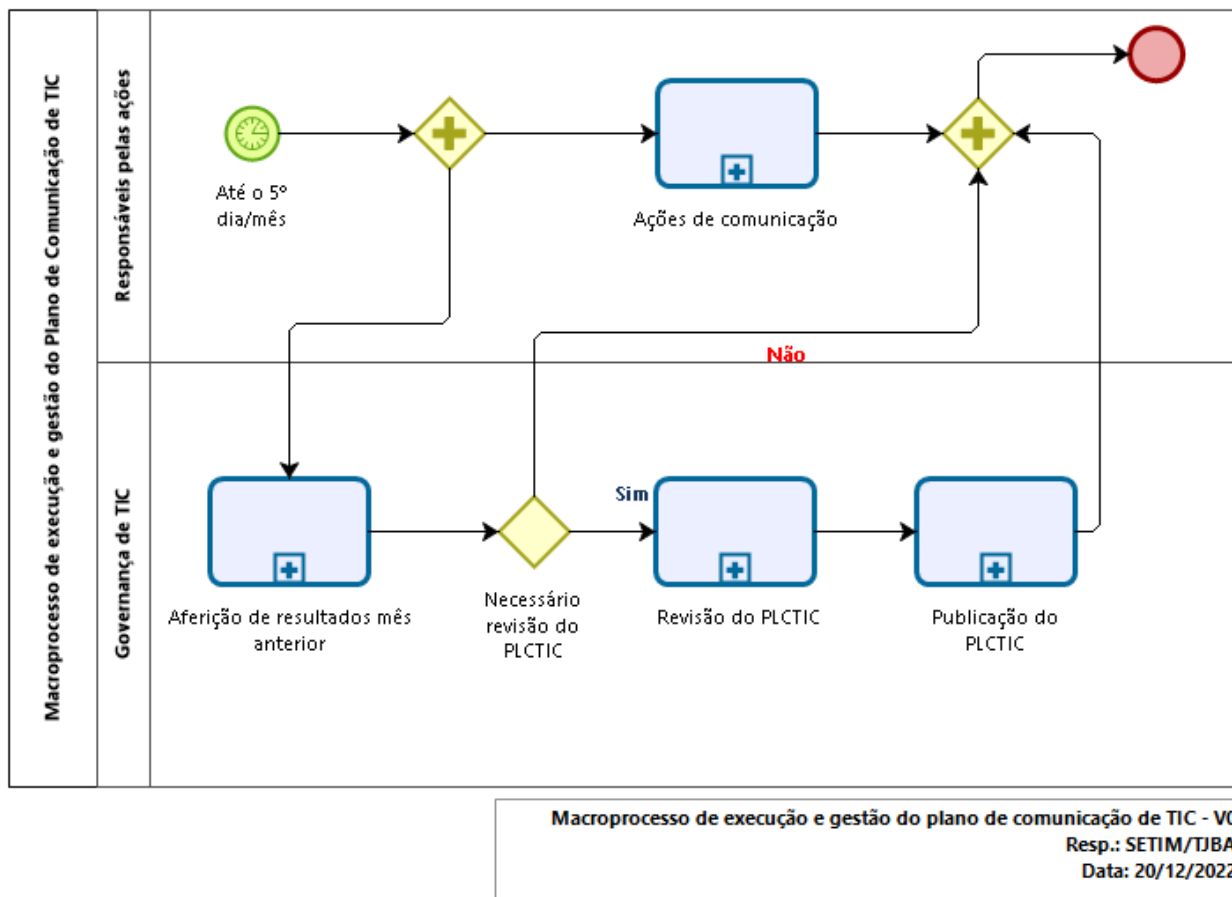 Macroprocesso de execução e gestão do Plano de Comunicação de TIC
Responsáveis pelas ações
Até o 5º
dia/mês
Ações de comunicação
Não
Governança de TIC
Aferição de resultados mês
anterior
Necessário
revisão do
PLCTIC
Sim
Revisão do PLCTIC
Publicação do
PLCTIC
Macroprocesso de execução e gestão do plano de comunicação de TIC - V0
Resp.: SETIM/TJBA
Data: 20/12/2022